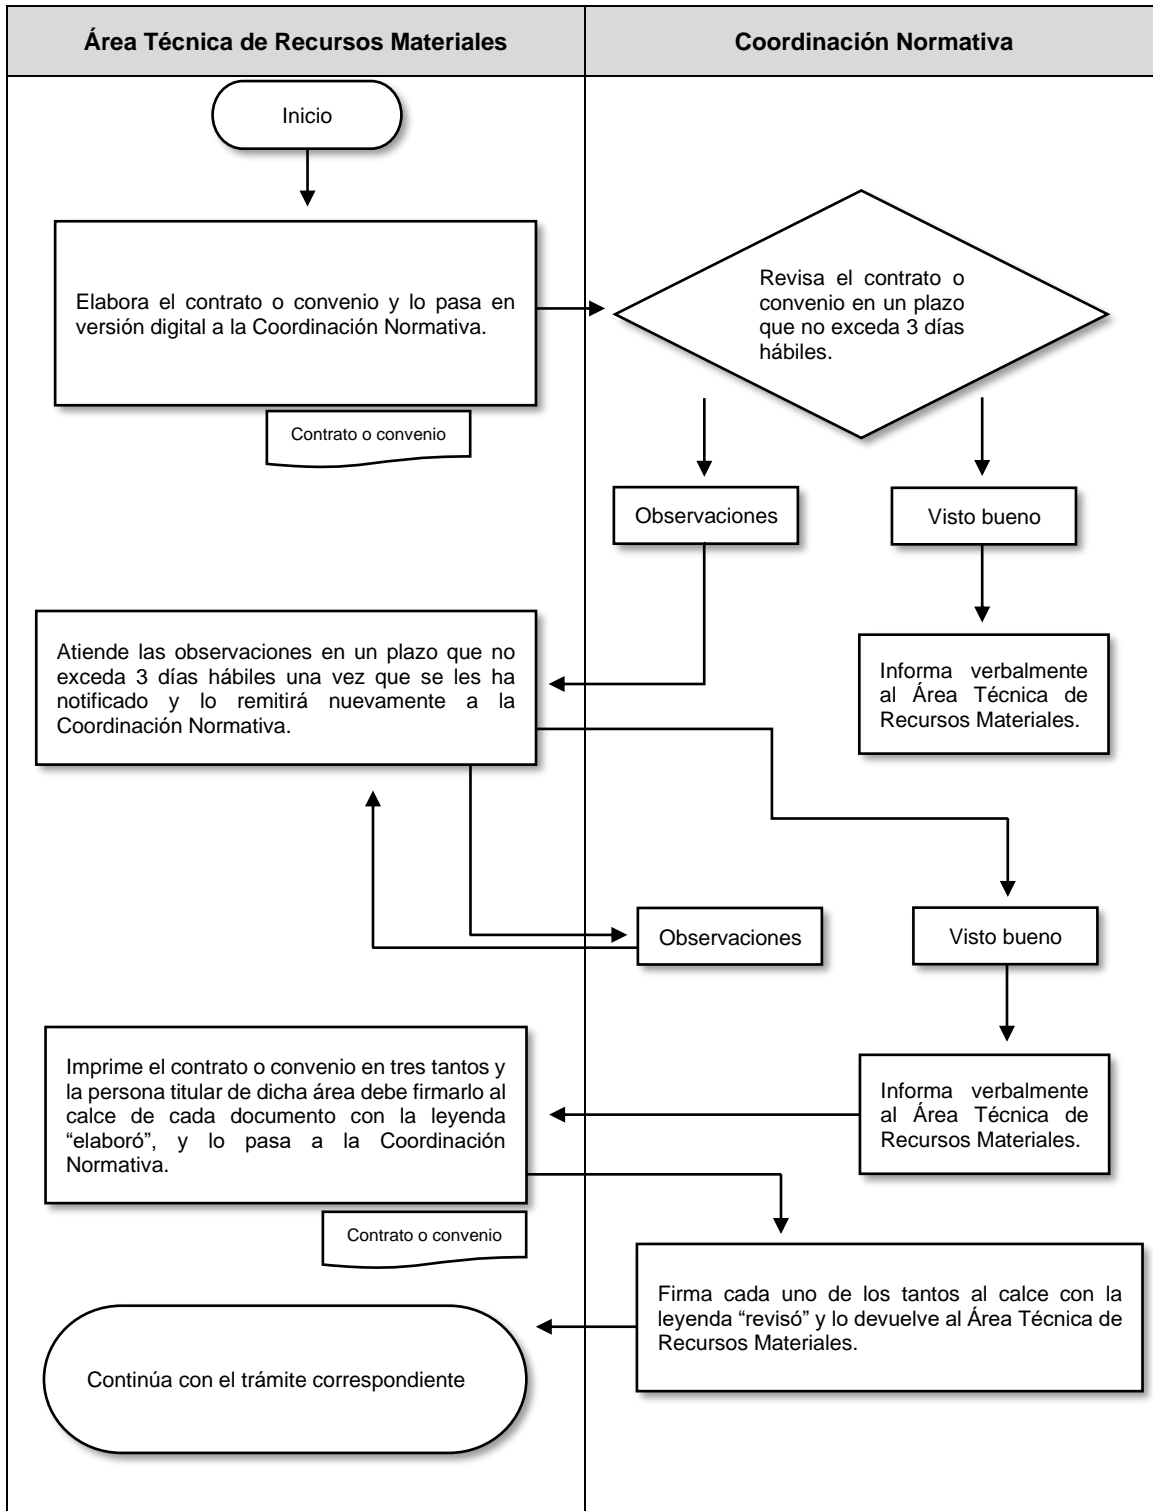 Área Técnica de Recursos Materiales
Coordinación Normativa
Inicio
Elabora el contrato o convenio y lo pasa en
versión digital a la Coordinación Normativa.
Contrato o convenio
Revisa el contrato o
convenio en un plazo
que no exceda 3 días
hábiles.
Observaciones
Visto bueno
Atiende las observaciones en un plazo que no
exceda 3 días hábiles una vez que se les ha
notificado y lo remitirá nuevamente a la
Coordinación Normativa.
Informa verbalmente
al Área Técnica de
Recursos Materiales.
Observaciones
Visto bueno
Imprime el contrato o convenio en tres tantos y
la persona titular de dicha área debe firmarlo al
calce de cada documento con la leyenda
“elaboró”, y lo pasa a la Coordinación
Normativa.
Contrato o convenio
Informa verbalmente
al Área Técnica de
Recursos Materiales.
Firma cada uno de los tantos al calce con la
leyenda “revisó” y lo devuelve al Área Técnica de
Recursos Materiales.
Continúa con el trámite correspondiente